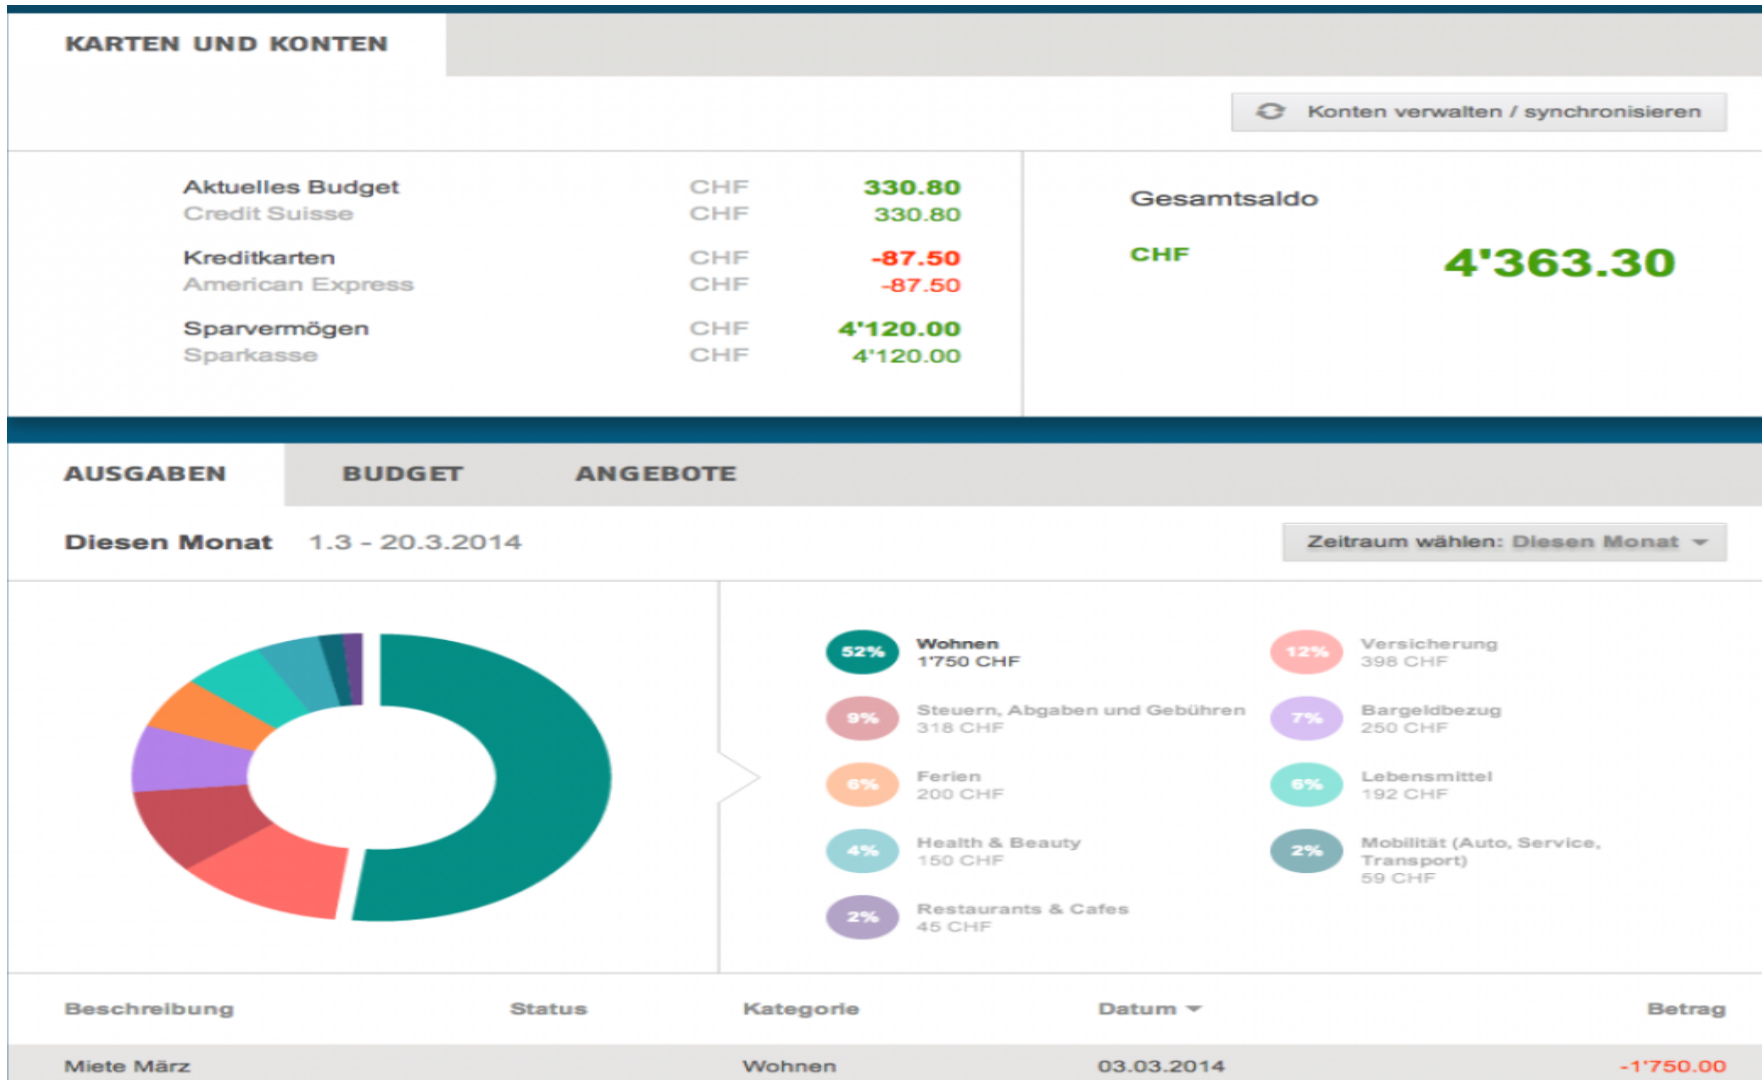 KARTEN UND KONTEN
Konten verwalten / synchronisieren
Aktuelles Budget CHF 330.80
Credit Suisse CHF 330.80
Kreditkarten CHF -87.50
American Express CHF -87.50
Sparvermögen CHF 4'120.00
Sparkasse CHF 4'120.00
Gesamtsaldo
CHF 4'363.30
AUSGABEN BUDGET ANGEBOTE
Diesen Monat 1.3 - 20.3.2014
Zeitraum wählen: Diesen Monat
52% Wohnen
1'750 CHF
12% Versicherung
398 CHF
9% Steuern, Abgaben und Gebühren
318 CHF
7% Bargeldbezug
250 CHF
6% Ferien
200 CHF
6% Lebensmittel
192 CHF
4% Health & Beauty
150 CHF
2% Mobilität (Auto, Service,
Transport)
59 CHF
2% Restaurants & Cafes
45 CHF
Beschreibung Status Kategorie Datum Betrag
Miete März Wohnen 03.03.2014 -1'750.00